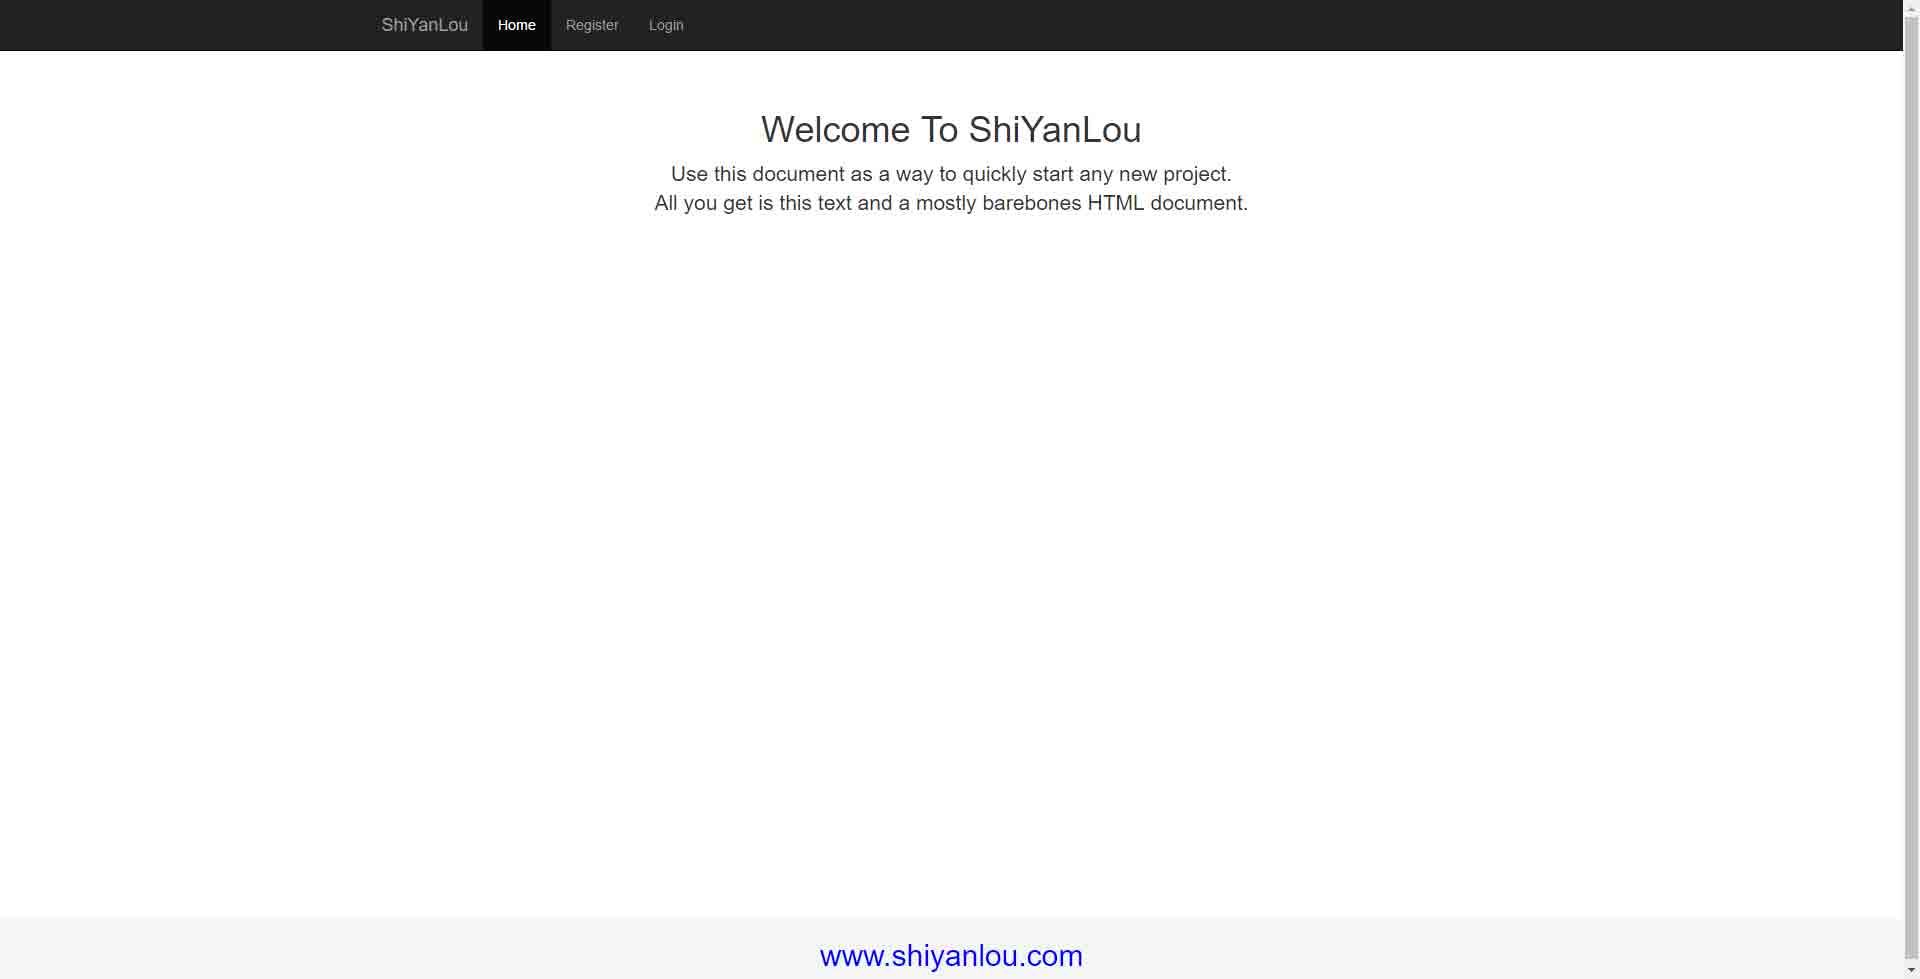 ShiYanLou Home Register Login
Welcome To ShiYanLou
Use this document as a way to quickly start any new project.
All you get is this text and a mostly barebones HTML document.
www.shiyanlou.com